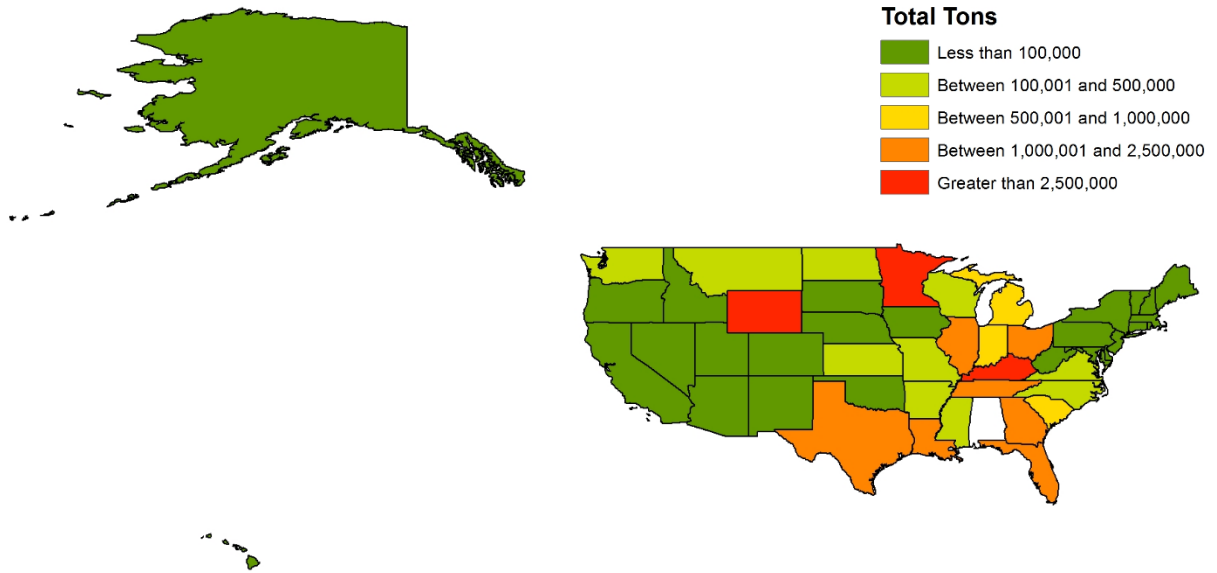 Total Tons
Less than 100,000
Between 100,001 and 500,000
Between 500,001 and 1,000,000
Between 1,000,001 and 2,500,000
Greater than 2,500,000